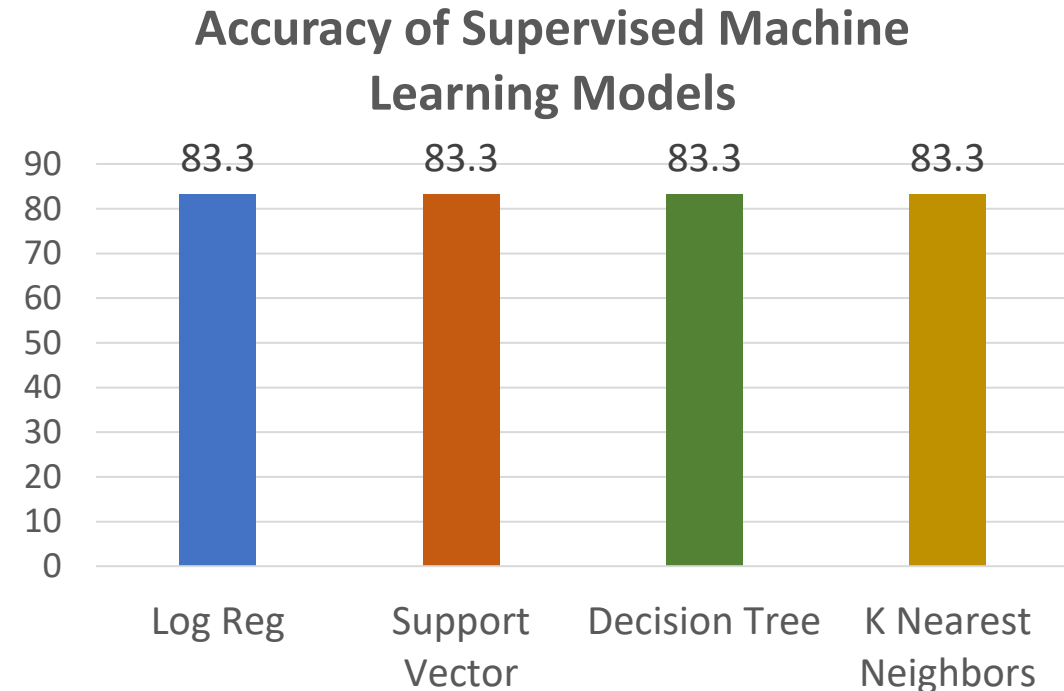 Accuracy of Supervised Machine
Learning Models
83.3 83.3 83.3 83.3
90
80
70
60
50
40
30
20
10
0
Log Reg Support Decision Tree K Nearest
Vector Neighbors